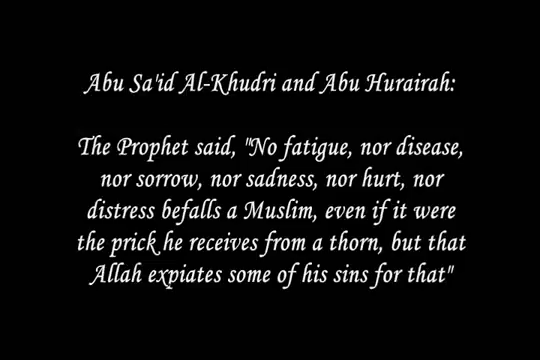 Abu Sa'id Al-Khudri and Abu Hurairah:
The Prophet said, "No fatigue, nor disease,
nor sorrow, nor sadness, nor hurt, nor
distress befalls a Muslim, even if it were
the prick he receives from a thorn, but that
Allah expiates some of his sins for that"